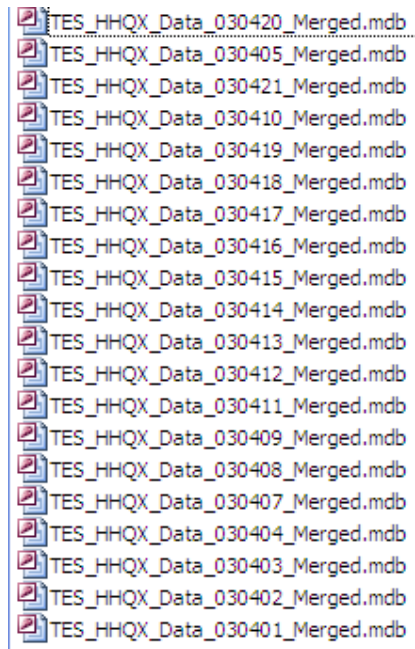 TES_HHQX_Data_030420_Merged.mdb
TES_HHQX_Data_030405_Merged.mdb
TES_HHQX_Data_030421_Merged.mdb
TES_HHQX_Data_030410_Merged.mdb
TES_HHQX_Data_030419_Merged.mdb
TES_HHQX_Data_030418_Merged.mdb
TES_HHQX_Data_030417_Merged.mdb
TES_HHQX_Data_030416_Merged.mdb
TES_HHQX_Data_030415_Merged.mdb
TES_HHQX_Data_030414_Merged.mdb
TES_HHQX_Data_030413_Merged.mdb
TES_HHQX_Data_030412_Merged.mdb
TES_HHQX_Data_030411_Merged.mdb
TES_HHQX_Data_030409_Merged.mdb
TES_HHQX_Data_030408_Merged.mdb
TES_HHQX_Data_030407_Merged.mdb
TES_HHQX_Data_030404_Merged.mdb
TES_HHQX_Data_030403_Merged.mdb
TES_HHQX_Data_030402_Merged.mdb
TES_HHQX_Data_030401_Merged.mdb